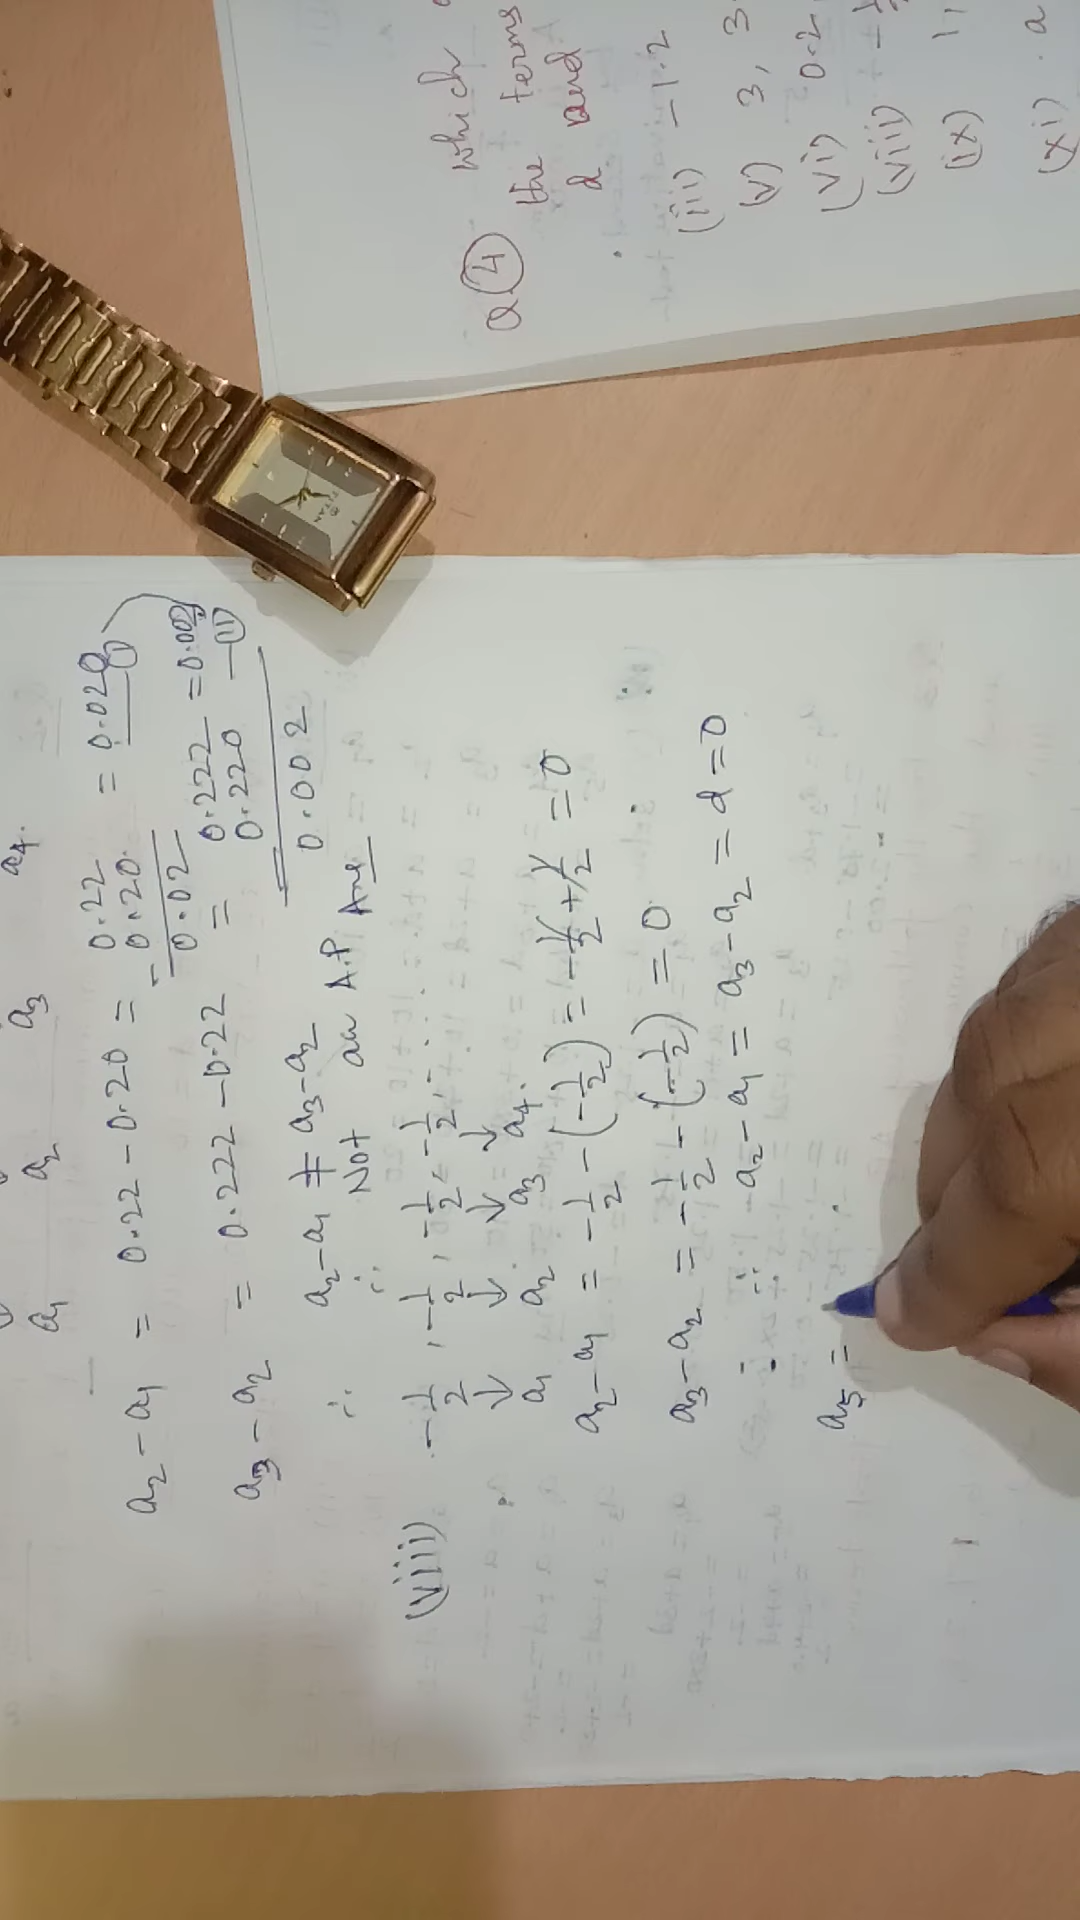 a₁ a₂ a₃ a₄.
a₂ - a₁ = 0.22 - 0.20 = 0.22 = 0.020 (i)
- 0.20
0.02
a₃ - a₂ = 0.222 - 0.22 = 0.222 = 0.002
0.220 - (ii)
0.002
∴ a₂ - a₁ ≠ a₃ - a₂
∴ Not an A.P Ans
(viii) -1/2, -1/2, -1/2, -1/2, ....
↓ ↓ ↓ ↓
a₁ a₂ a₃ a₄.
a₂ - a₁ = -1/2 - (-1/2) = -1/2 + 1/2 = 0
a₃ - a₂ = -1/2 - (-1/2) = 0
∴ a₂ - a₁ = a₃ - a₂ = d = 0
a₅ =
Q(4) which
the terms
d and
(iii) -1.2
(v) 3, 3
(vi) 0.2
(viii) -
(ix) 1,
(xi) a
TITAN